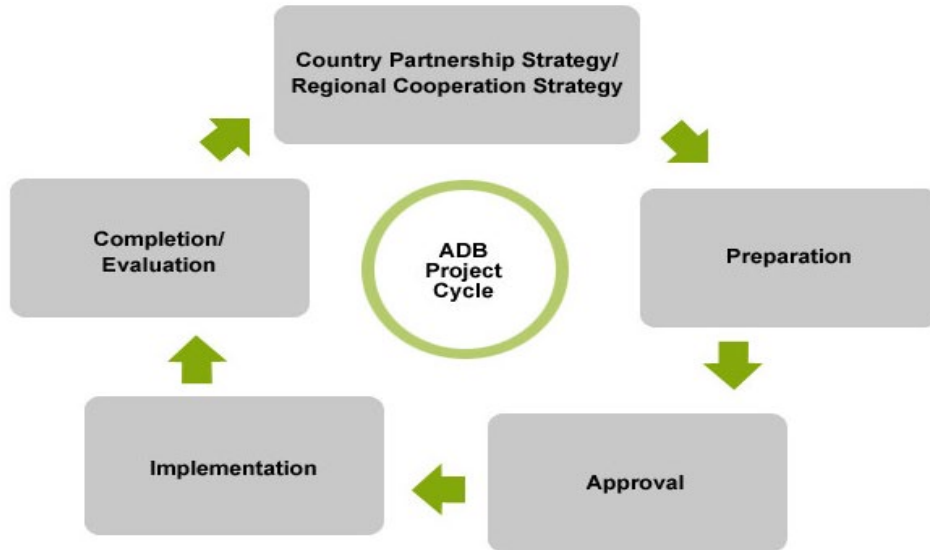 Country Partnership Strategy/
Regional Cooperation Strategy
Preparation
Approval
Implementation
Completion/
Evaluation
ADB
Project
Cycle